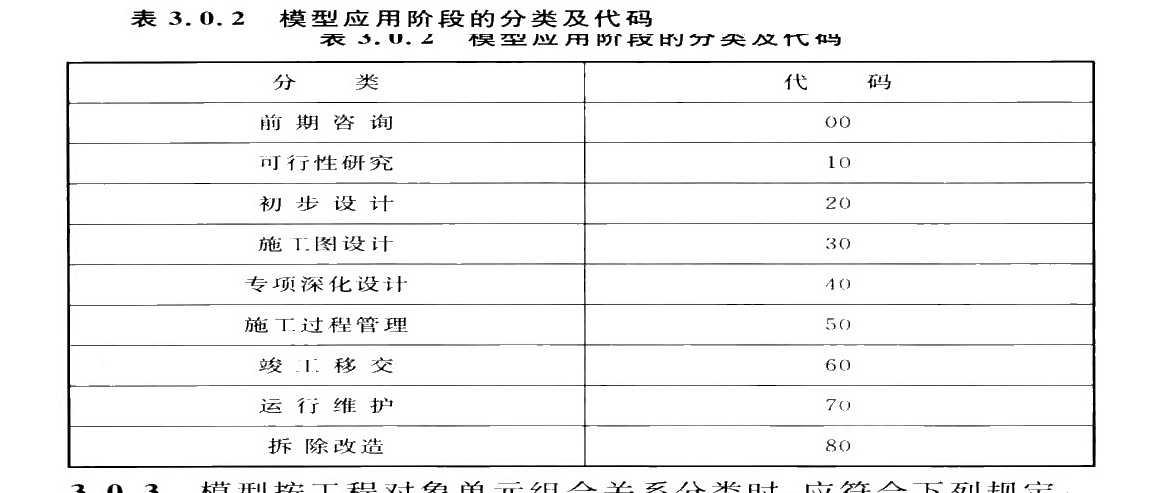 表 3.0.2 模型应用阶段的分类及代码
表 3.0.2 模型应用阶段的分类及代码
分 类 代 码
前期咨询 00
可行性研究 10
初步设计 20
施工图设计 30
专项深化设计 40
施工过程管理 50
竣工移交 60
运行维护 70
拆除改造 80
3.0.3 模型按工程对象单元组合关系分类时,应符合下列规定: